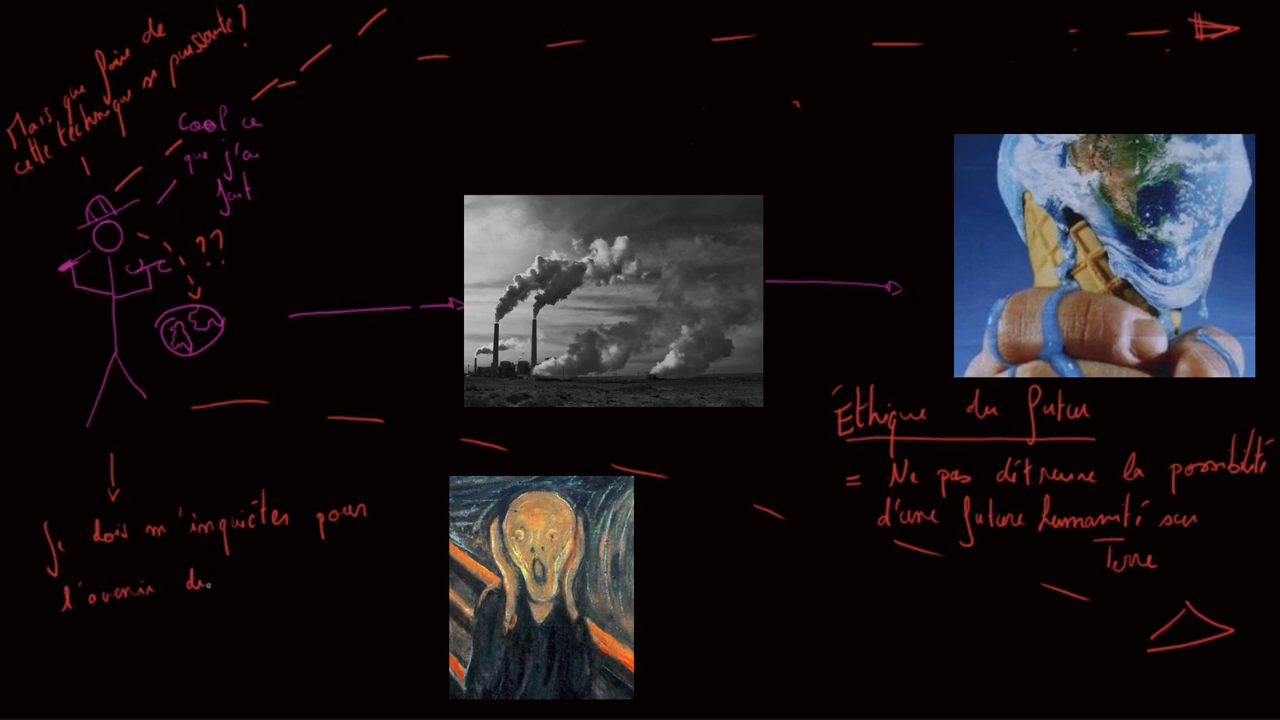 Mais que faire de
cette technique si puissante?
Cool ce
que j'ai
fait
??
Éthique du futur
= Ne pas détruire la possibilité
d'une future humanité sur
Terre
Je dois m'inquiéter pour
l'avenir de